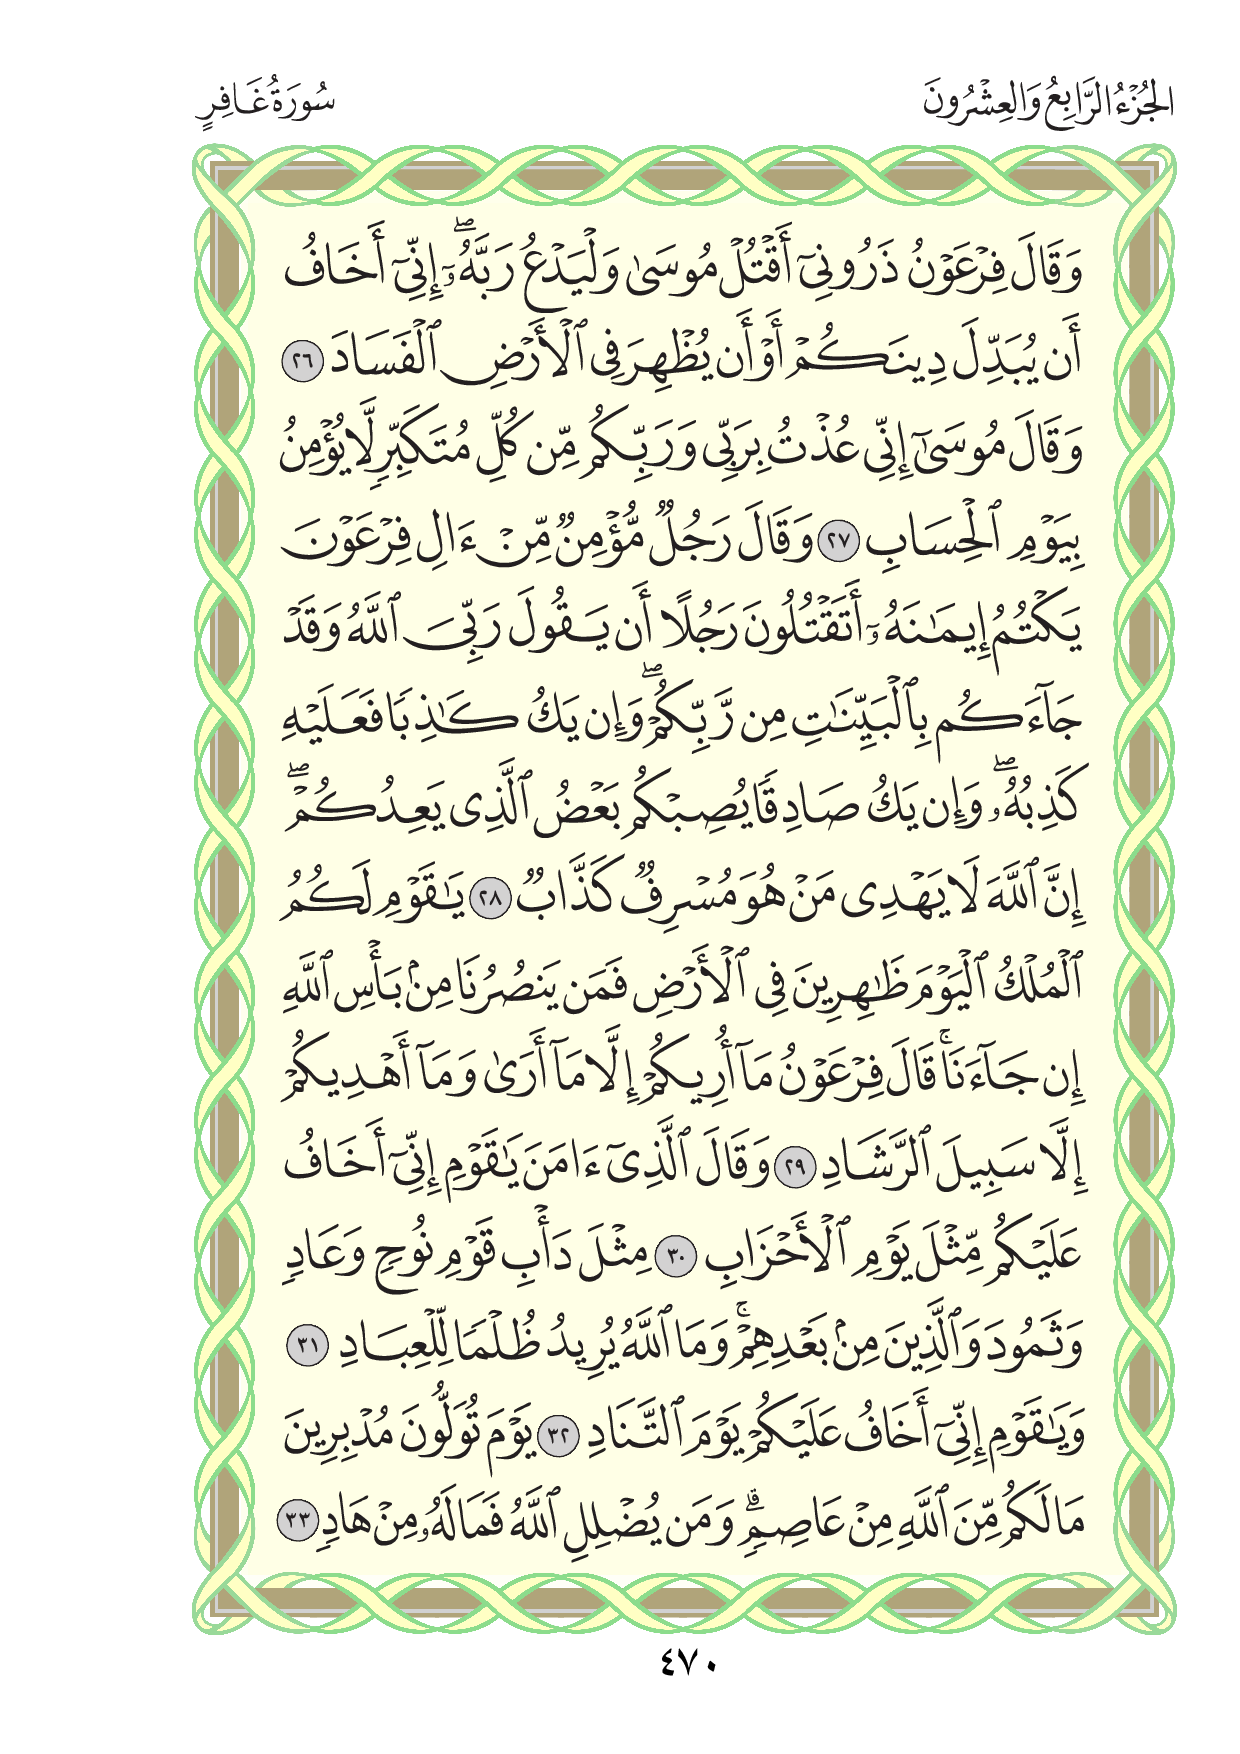 الجُزْءُ الرَّابِعُ وَالعِشْرُونَ
سُورَةُ غَافِرٍ
وَقَالَ فِرْعَوْنُ ذَرُونِىٓ أَقْتُلْ مُوسَىٰ وَلْيَدْعُ رَبَّهُۥٓ ۖ إِنِّىٓ أَخَافُ
أَن يُبَدِّلَ دِينَكُمْ أَوْ أَن يُظْهِرَ فِى ٱلْأَرْضِ ٱلْفَسَادَ ٢٦
وَقَالَ مُوسَىٰٓ إِنِّى عُذْتُ بِرَبِّى وَرَبِّكُم مِّن كُلِّ مُتَكَبِّرٍ لَّا يُؤْمِنُ
بِيَوْمِ ٱلْحِسَابِ ٢٧ وَقَالَ رَجُلٌ مُّؤْمِنٌ مِّنْ ءَالِ فِرْعَوْنَ
يَكْتُمُ إِيمَـٰنَهُۥٓ أَتَقْتُلُونَ رَجُلًا أَن يَقُولَ رَبِّىَ ٱللَّهُ وَقَدْ
جَآءَكُم بِٱلْبَيِّنَـٰتِ مِن رَّبِّكُمْ ۖ وَإِن يَكُ كَـٰذِبًا فَعَلَيْهِ
كَذِبُهُۥ ۖ وَإِن يَكُ صَادِقًا يُصِبْكُم بَعْضُ ٱلَّذِى يَعِدُكُمْ ۖ
إِنَّ ٱللَّهَ لَا يَهْدِى مَنْ هُوَ مُسْرِفٌ كَذَّابٌ ٢٨ يَـٰقَوْمِ لَكُمُ
ٱلْمُلْكُ ٱلْيَوْمَ ظَـٰهِرِينَ فِى ٱلْأَرْضِ فَمَن يَنصُرُنَا مِنۢ بَأْسِ ٱللَّهِ
إِن جَآءَنَا ۚ قَالَ فِرْعَوْنُ مَآ أُرِيكُمْ إِلَّا مَآ أَرَىٰ وَمَآ أَهْدِيكُمْ
إِلَّا سَبِيلَ ٱلرَّشَادِ ٢٩ وَقَالَ ٱلَّذِىٓ ءَامَنَ يَـٰقَوْمِ إِنِّىٓ أَخَافُ
عَلَيْكُم مِّثْلَ يَوْمِ ٱلْأَحْزَابِ ٣٠ مِثْلَ دَأْبِ قَوْمِ نُوحٍ وَعَادٍ
وَثَمُودَ وَٱلَّذِينَ مِنۢ بَعْدِهِمْ ۚ وَمَا ٱللَّهُ يُرِيدُ ظُلْمًا لِّلْعِبَادِ ٣١
وَيَـٰقَوْمِ إِنِّىٓ أَخَافُ عَلَيْكُمْ يَوْمَ ٱلتَّنَادِ ٣٢ يَوْمَ تُوَلُّونَ مُدْبِرِينَ
مَا لَكُم مِّنَ ٱللَّهِ مِنْ عَاصِمٍ ۗ وَمَن يُضْلِلِ ٱللَّهُ فَمَا لَهُۥ مِنْ هَادٍ ٣٣
٤٧٠